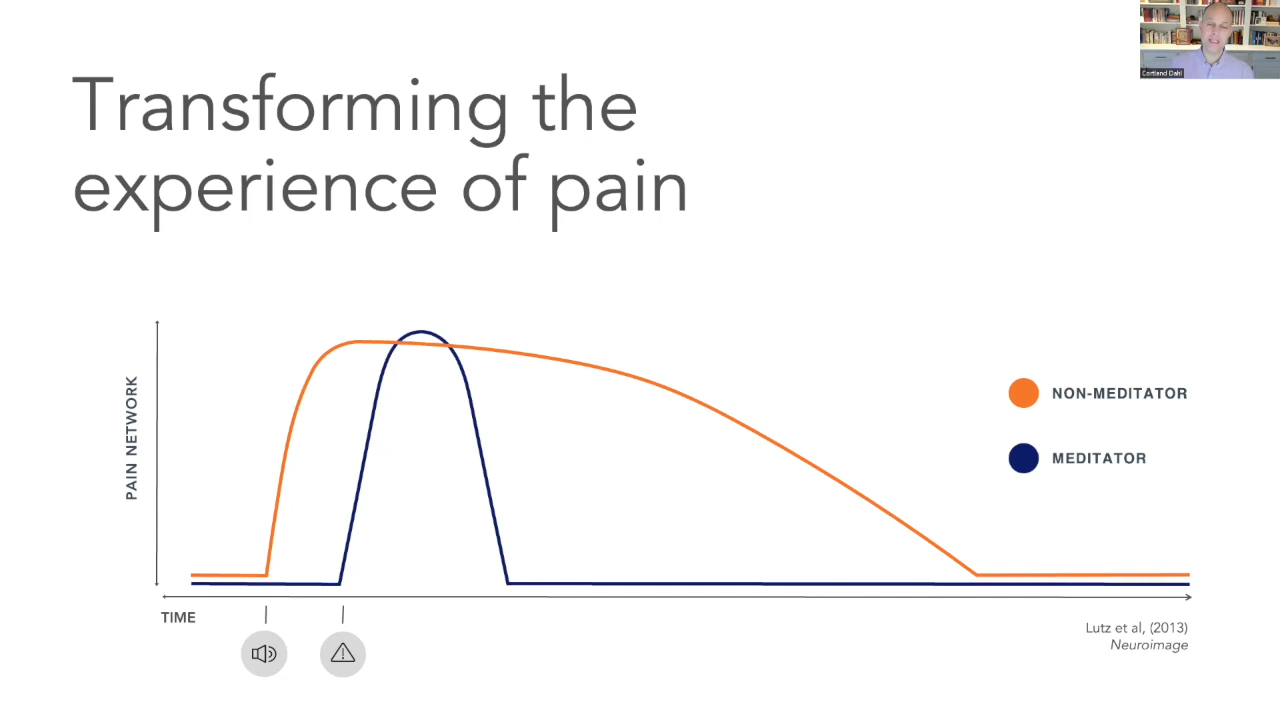 Cortland Dahl
Transforming the
experience of pain
PAIN NETWORK
NON-MEDITATOR
MEDITATOR
TIME
Lutz et al, (2013)
Neuroimage